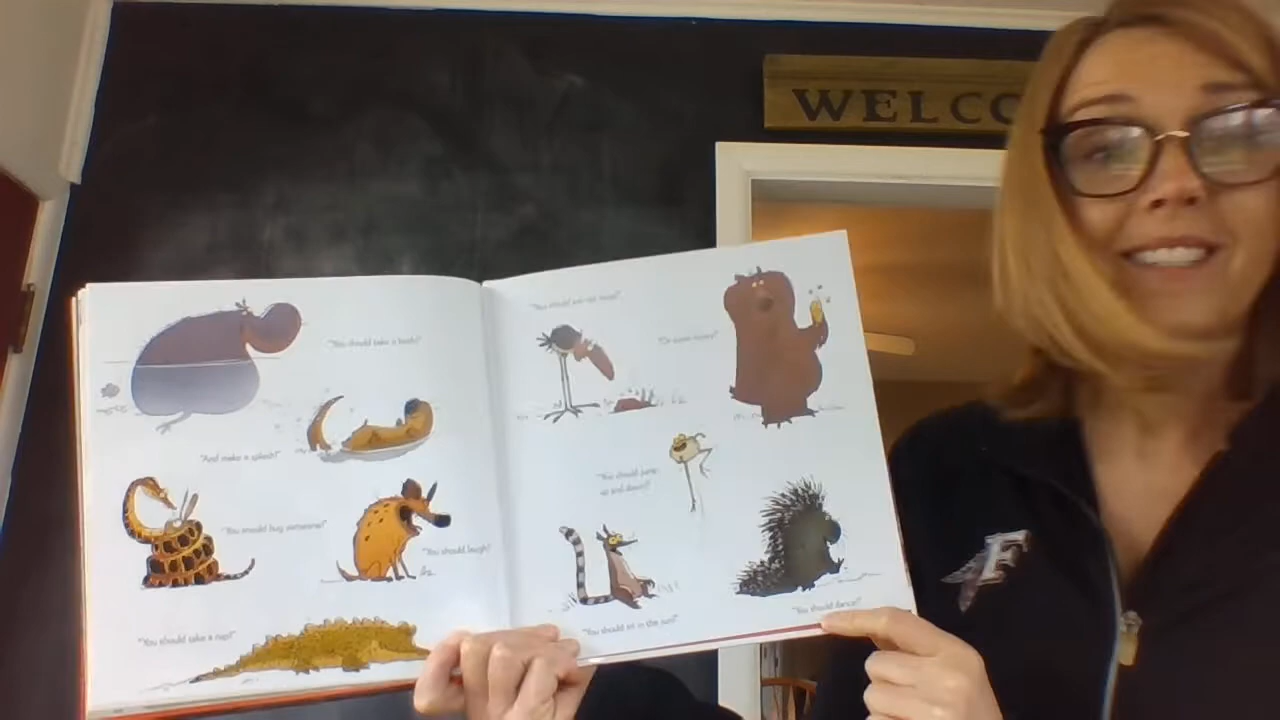 WELCO
"You should take a bath!"
"And make a splash!"
"You should hug someone!"
"You should laugh!"
"You should take a nap!"
"You should eat old meat!"
"Or some honey!"
"You should jump
up and down!"
"You should sit in the sun!"
"You should dance!"
F